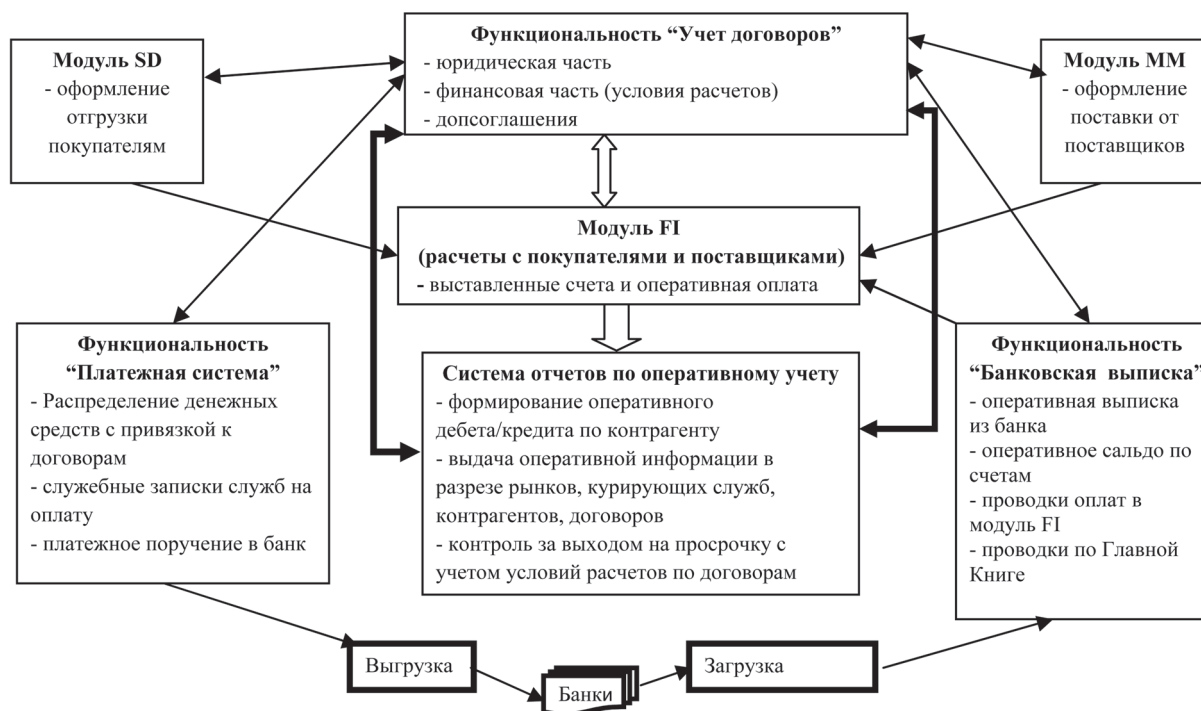 Модуль SD
- оформление
отгрузки
покупателям
Функциональность “Учет договоров”
- юридическая часть
- финансовая часть (условия расчетов)
- допсоглашения
Модуль ММ
- оформление
поставки от
поставщиков
Модуль FI
(расчеты с покупателями и поставщиками)
- выставленные счета и оперативная оплата
Функциональность
“Платежная система”
- Распределение денежных
средств с привязкой к
договорам
- служебные записки служб на
оплату
- платежное поручение в банк
Система отчетов по оперативному учету
- формирование оперативного
дебета/кредита по контрагенту
- выдача оперативной информации в
разрезе рынков, курирующих служб,
контрагентов, договоров
- контроль за выходом на просрочку с
учетом условий расчетов по договорам
Функциональность
“Банковская выписка”
- оперативная выписка
из банка
- оперативное сальдо по
счетам
- проводки оплат в
модуль FI
- проводки по Главной
Книге
Выгрузка
Банки
Загрузка